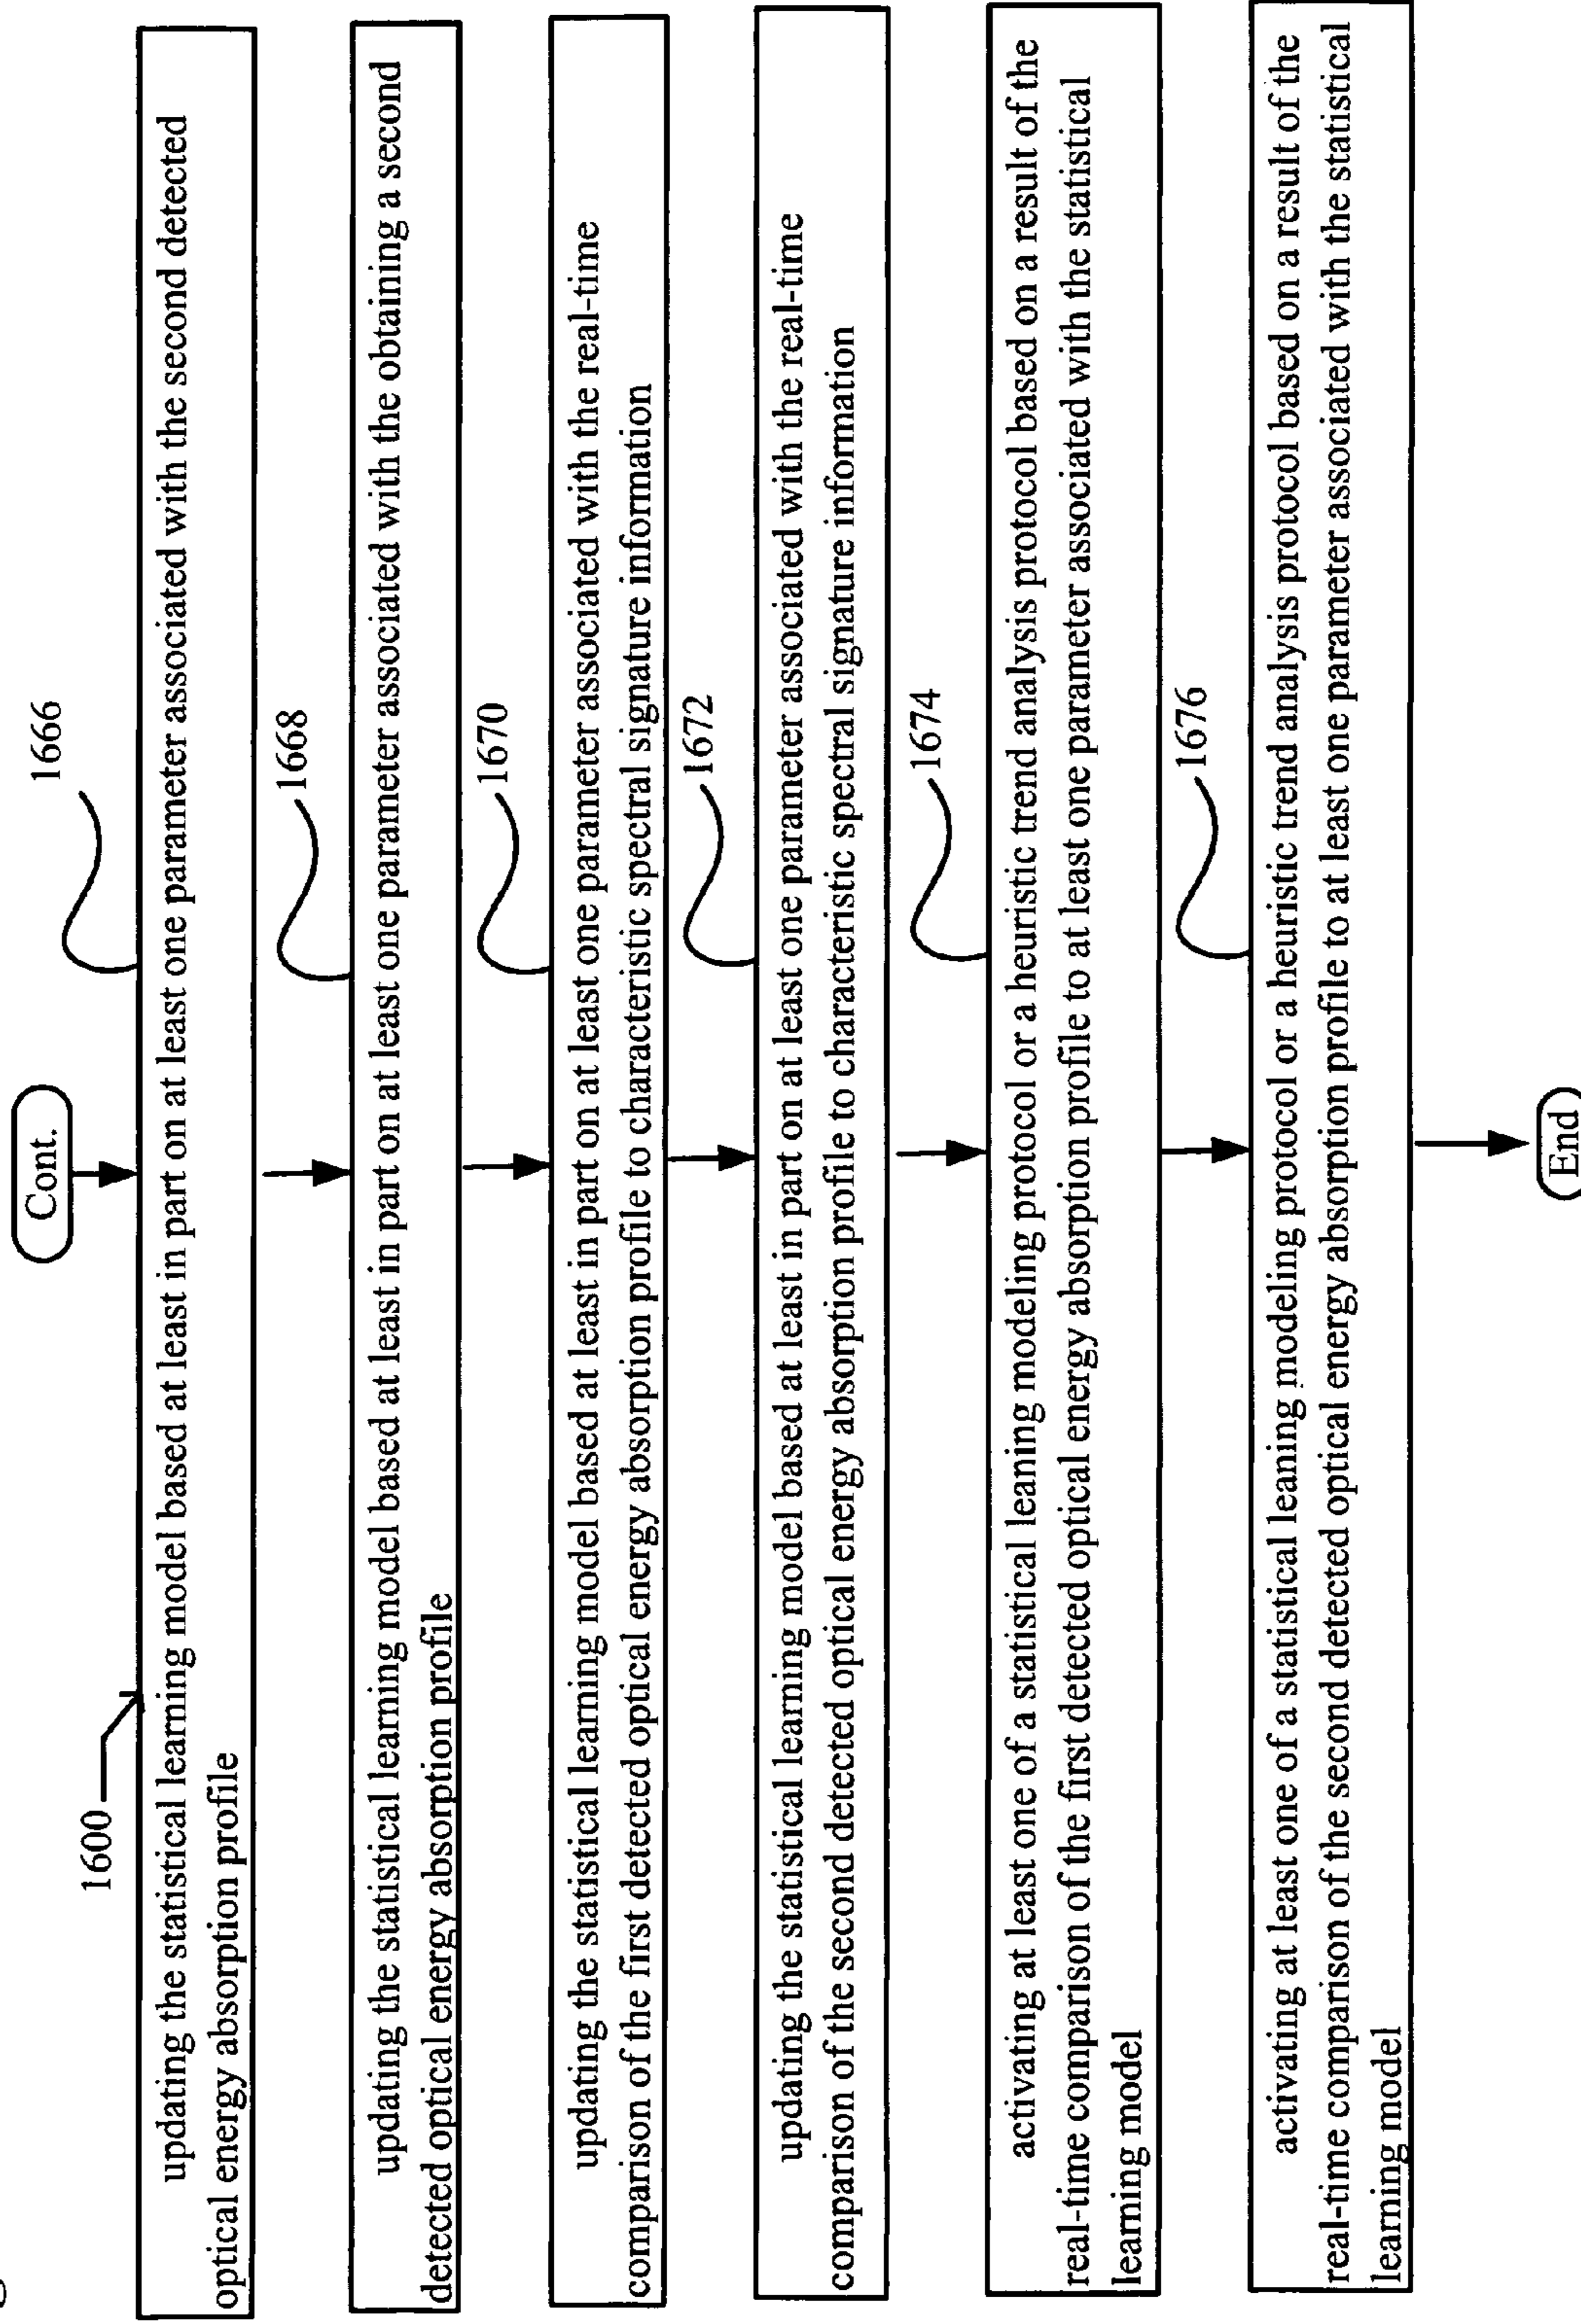 Cont.
1600
1666
updating the statistical learning model based at least in part on at least one parameter associated with the second detected
optical energy absorption profile
1668
updating the statistical learning model based at least in part on at least one parameter associated with the obtaining a second
detected optical energy absorption profile
1670
updating the statistical learning model based at least in part on at least one parameter associated with the real-time
comparison of the first detected optical energy absorption profile to characteristic spectral signature information
1672
updating the statistical learning model based at least in part on at least one parameter associated with the real-time
comparison of the second detected optical energy absorption profile to characteristic spectral signature information
1674
activating at least one of a statistical leaning modeling protocol or a heuristic trend analysis protocol based on a result of the
real-time comparison of the first detected optical energy absorption profile to at least one parameter associated with the statistical
learning model
1676
activating at least one of a statistical leaning modeling protocol or a heuristic trend analysis protocol based on a result of the
real-time comparison of the second detected optical energy absorption profile to at least one parameter associated with the statistical
learning model
End